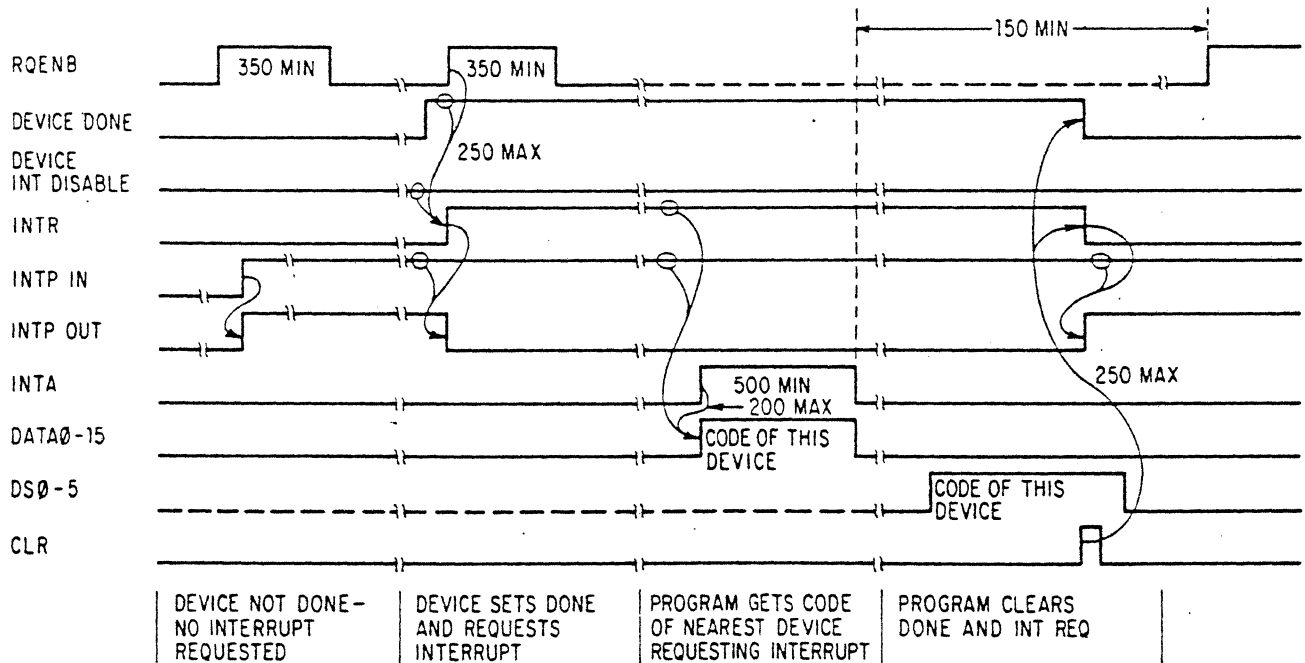 150 MIN
RQENB
350 MIN
350 MIN
DEVICE DONE
250 MAX
DEVICE
INT DISABLE
INTR
INTP IN
INTP OUT
INTA
500 MIN
200 MAX
250 MAX
DATAØ-15
CODE OF THIS
DEVICE
DSØ-5
CODE OF THIS
DEVICE
CLR
DEVICE NOT DONE-
NO INTERRUPT
REQUESTED
DEVICE SETS DONE
AND REQUESTS
INTERRUPT
PROGRAM GETS CODE
OF NEAREST DEVICE
REQUESTING INTERRUPT
PROGRAM CLEARS
DONE AND INT REQ